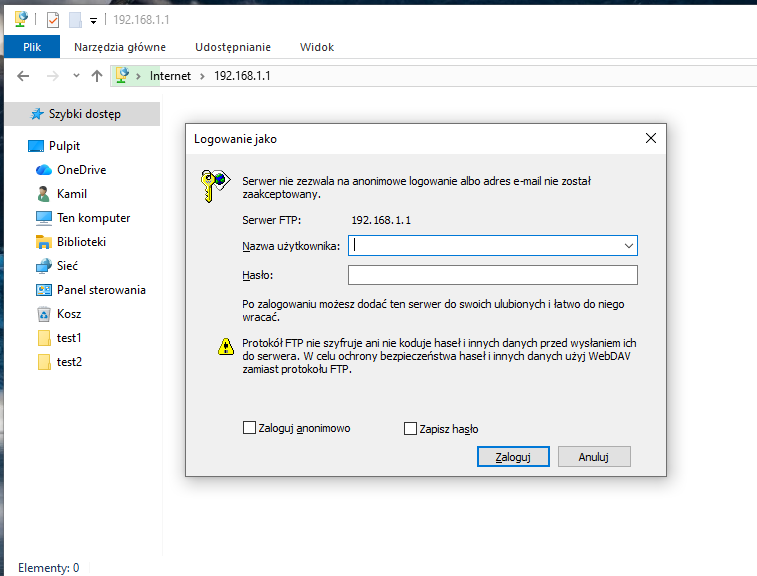 192.168.1.1
Plik Narzędzia główne Udostępnianie Widok
Internet 192.168.1.1
Szybki dostęp
Pulpit
OneDrive
Kamil
Ten komputer
Biblioteki
Sieć
Panel sterowania
Kosz
test1
test2
Logowanie jako
Serwer nie zezwala na anonimowe logowanie albo adres e-mail nie został
zaakceptowany.
Serwer FTP: 192.168.1.1
Nazwa użytkownika:
Hasło:
Po zalogowaniu możesz dodać ten serwer do swoich ulubionych i łatwo do niego
wracać.
Protokół FTP nie szyfruje ani nie koduje haseł i innych danych przed wysłaniem ich
do serwera. W celu ochrony bezpieczeństwa haseł i innych danych użyj WebDAV
zamiast protokołu FTP.
Zaloguj anonimowo Zapisz hasło
Zaloguj Anuluj
Elementy: 0